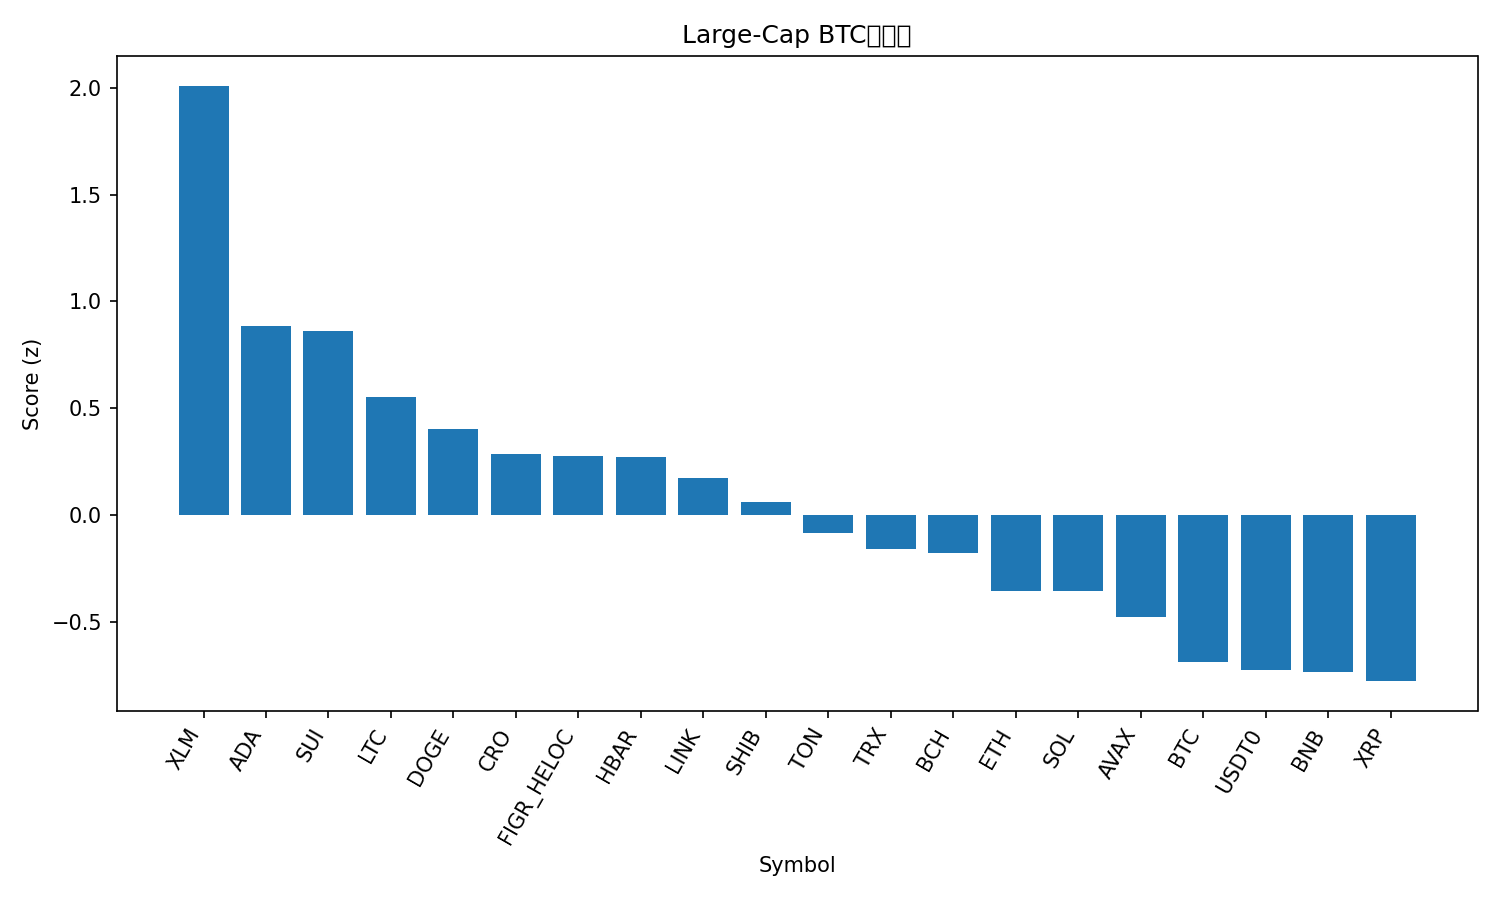 Large-Cap BTC
2.0
1.5
1.0
0.5
0.0
−0.5
Score (z)
XLM
ADA
SUI
LTC
DOGE
CRO
FIGR_HELOC
HBAR
LINK
SHIB
TON
TRX
BCH
ETH
SOL
AVAX
BTC
USDT0
BNB
XRP
Symbol